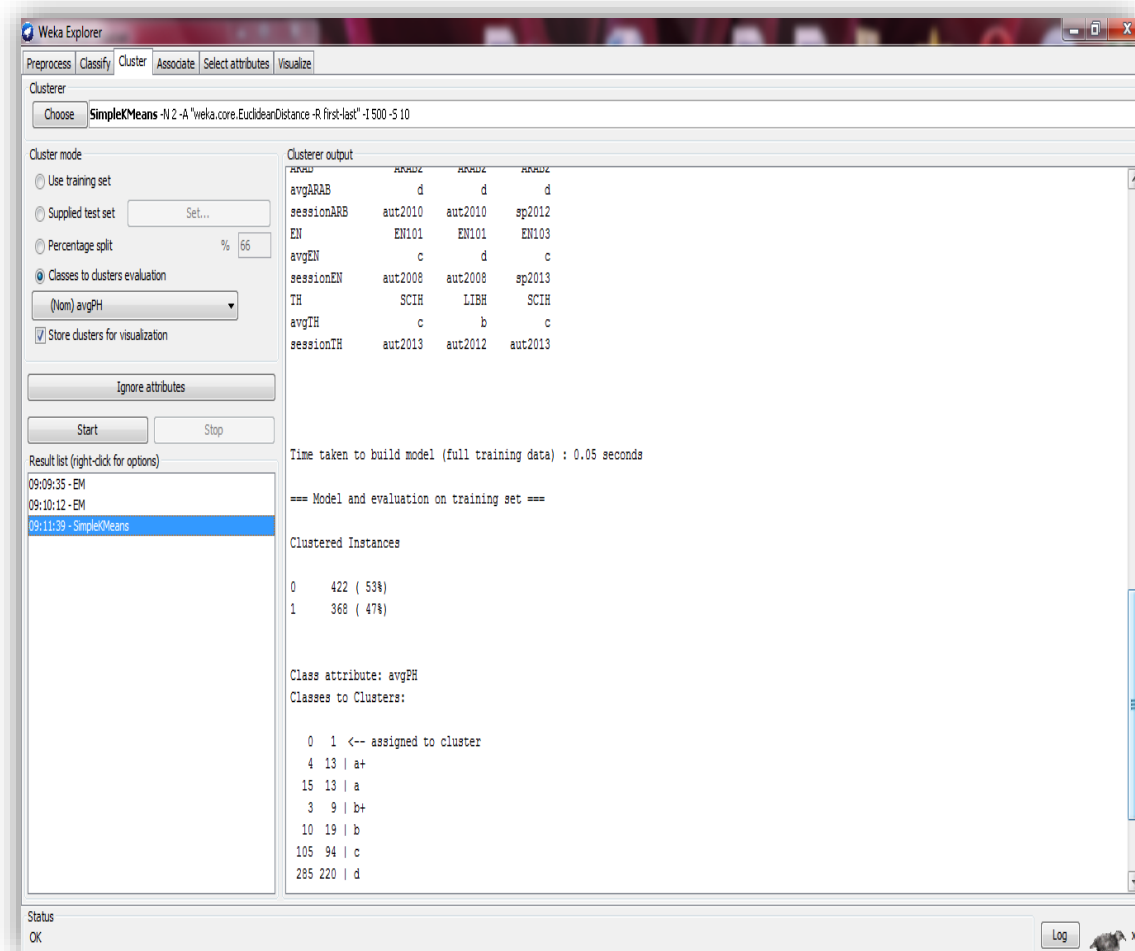 Weka Explorer
Preprocess Classify Cluster Associate Select attributes Visualize
Clusterer
Choose SimpleKMeans -N 2 -A "weka.core.EuclideanDistance -R first-last" -I 500 -S 10
Cluster mode
Use training set
Supplied test set Set...
Percentage split % 66
Classes to clusters evaluation
(Nom) avgPH
Store clusters for visualization
Ignore attributes
Start Stop
Result list (right-click for options)
09:09:35 - EM
09:10:12 - EM
09:11:39 - SimpleKMeans
Clusterer output
avgARAB d d d
sessionARB aut2010 aut2010 sp2012
EN EN101 EN101 EN103
avgEN c d c
sessionEN aut2008 aut2008 sp2013
TH SCIH LIBH SCIH
avgTH c b c
sessionTH aut2013 aut2012 aut2013
Time taken to build model (full training data) : 0.05 seconds
=== Model and evaluation on training set ===
Clustered Instances
0 422 ( 53%)
1 368 ( 47%)
Class attribute: avgPH
Classes to Clusters:
0 1 <-- assigned to cluster
4 13 | a+
15 13 | a
3 9 | b+
10 19 | b
105 94 | c
285 220 | d
Status
OK
Log
x